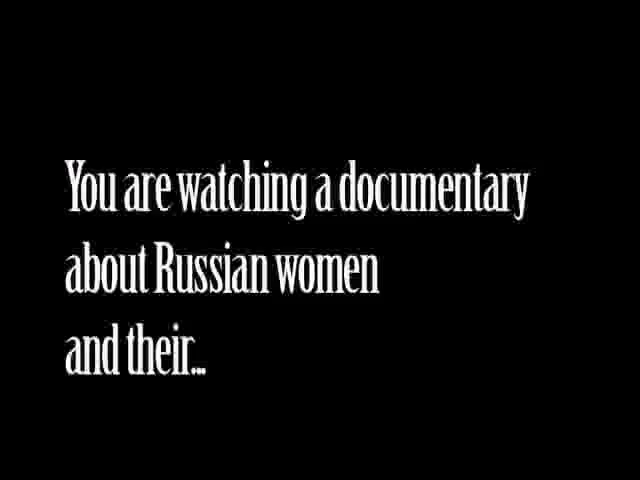 You are watching a documentary
about Russian women
and their...